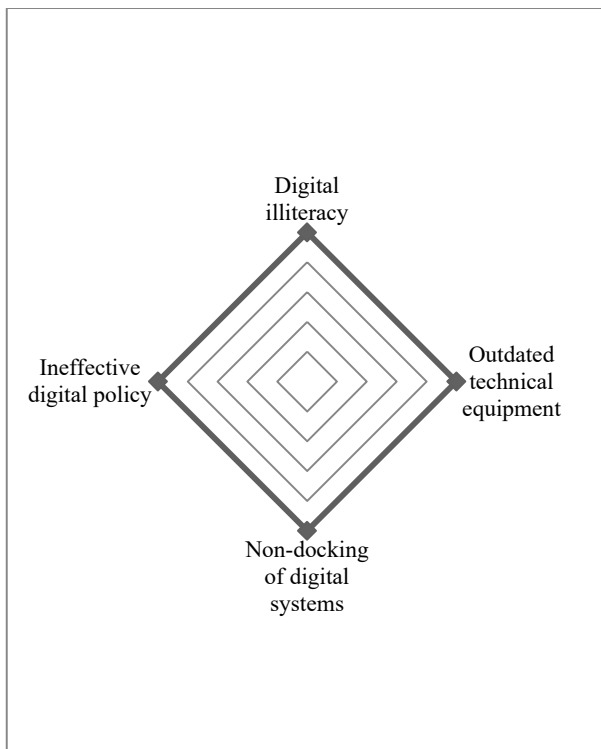 Digital
illiteracy
Ineffective
digital policy
Outdated
technical
equipment
Non-docking
of digital
systems